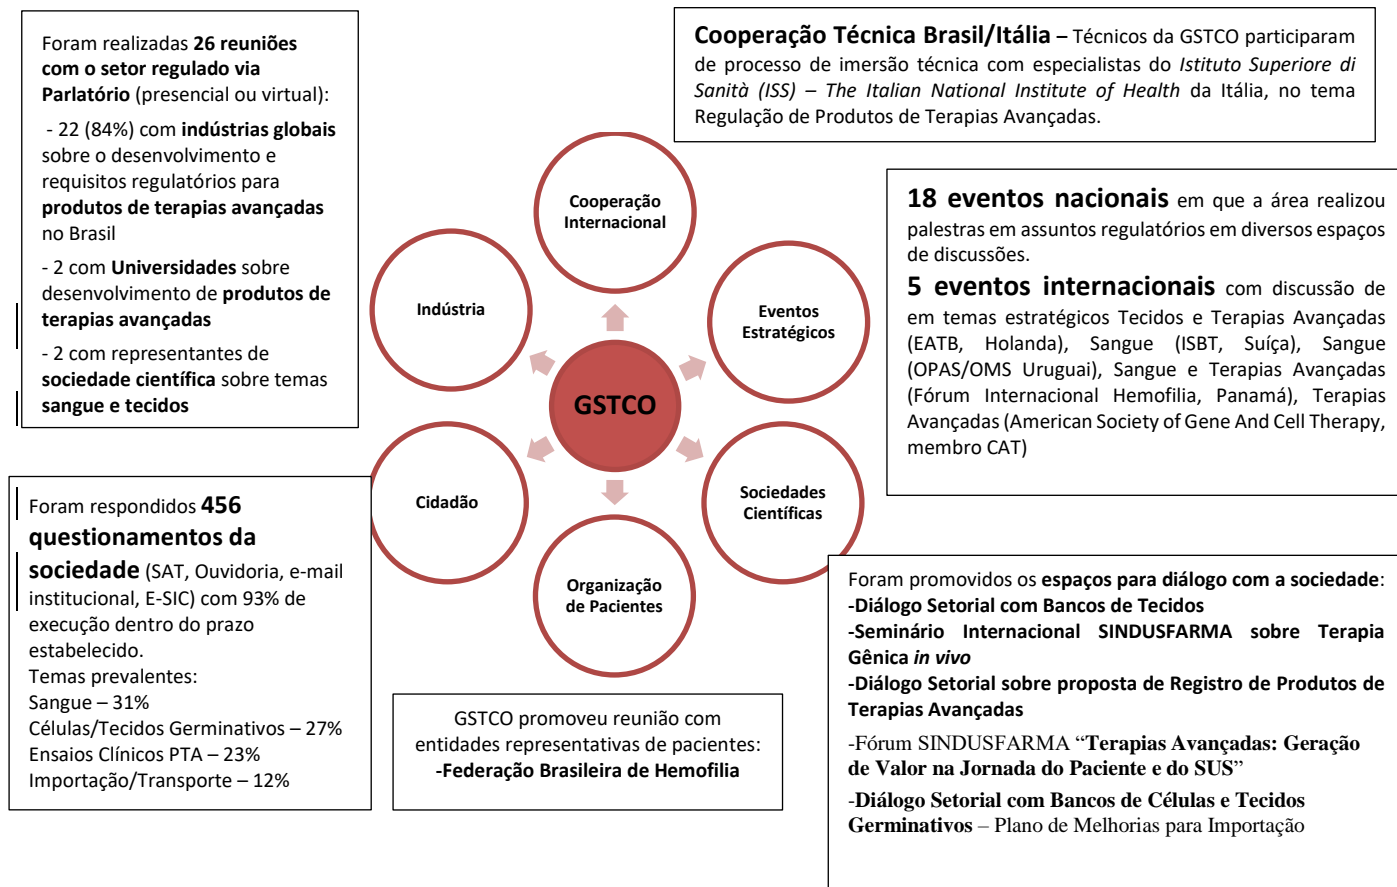 Foram realizadas 26 reuniões
com o setor regulado via
Parlatório (presencial ou virtual):
- 22 (84%) com indústrias globais
sobre o desenvolvimento e
requisitos regulatórios para
produtos de terapias avançadas
no Brasil
- 2 com Universidades sobre
desenvolvimento de produtos de
terapias avançadas
- 2 com representantes de
sociedade científica sobre temas
sangue e tecidos
Cooperação Técnica Brasil/Itália – Técnicos da GSTCO participaram
de processo de imersão técnica com especialistas do Istituto Superiore di
Sanità (ISS) – The Italian National Institute of Health da Itália, no tema
Regulação de Produtos de Terapias Avançadas.
18 eventos nacionais em que a área realizou
palestras em assuntos regulatórios em diversos espaços
de discussões.
5 eventos internacionais com discussão de
em temas estratégicos Tecidos e Terapias Avançadas
(EATB, Holanda), Sangue (ISBT, Suíça), Sangue
(OPAS/OMS Uruguai), Sangue e Terapias Avançadas
(Fórum Internacional Hemofilia, Panamá), Terapias
Avançadas (American Society of Gene And Cell Therapy,
membro CAT)
Cooperação
Internacional
Indústria
Eventos
Estratégicos
GSTCO
Cidadão
Sociedades
Científicas
Organização
de Pacientes
Foram respondidos 456
questionamentos da
sociedade (SAT, Ouvidoria, e-mail
institucional, E-SIC) com 93% de
execução dentro do prazo
estabelecido.
Temas prevalentes:
Sangue – 31%
Células/Tecidos Germinativos – 27%
Ensaios Clínicos PTA – 23%
Importação/Transporte – 12%
GSTCO promoveu reunião com
entidades representativas de pacientes:
-Federação Brasileira de Hemofilia
Foram promovidos os espaços para diálogo com a sociedade:
-Diálogo Setorial com Bancos de Tecidos
-Seminário Internacional SINDUSFARMA sobre Terapia
Gênica in vivo
-Diálogo Setorial sobre proposta de Registro de Produtos de
Terapias Avançadas
-Fórum SINDUSFARMA “Terapias Avançadas: Geração
de Valor na Jornada do Paciente e do SUS”
-Diálogo Setorial com Bancos de Células e Tecidos
Germinativos – Plano de Melhorias para Importação